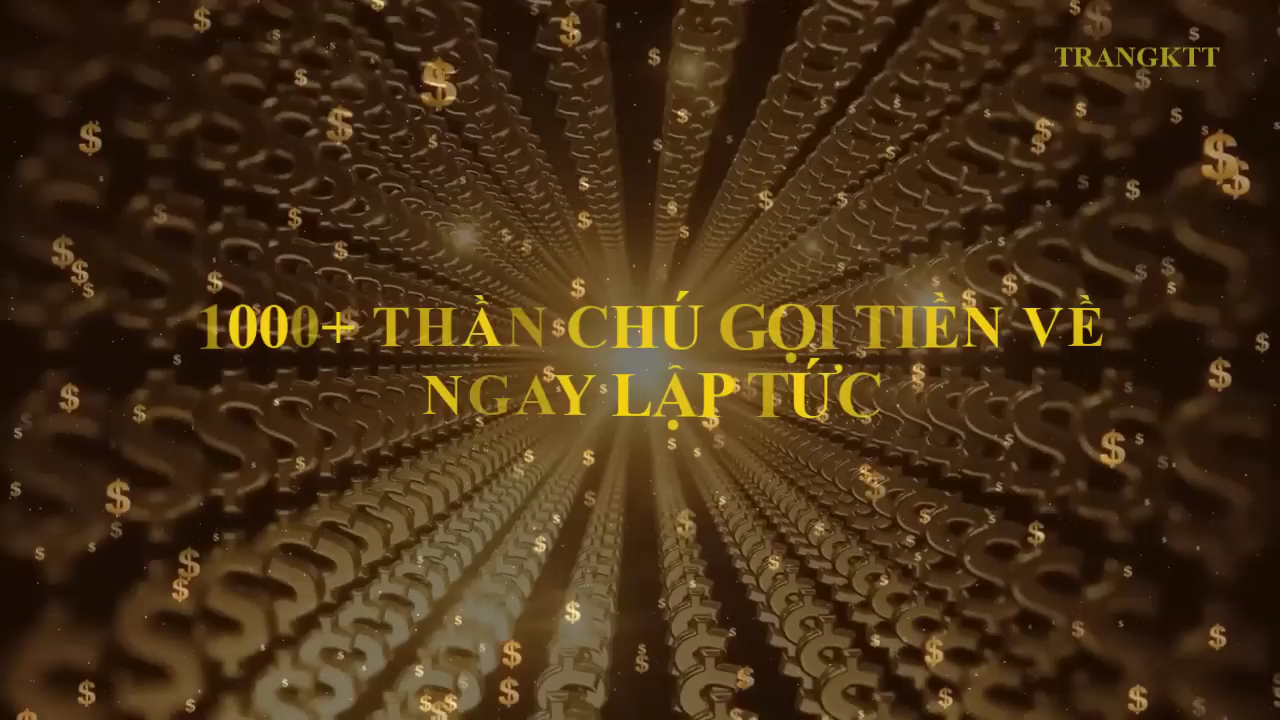 TRANGKTT
1000+ THẦN CHÚ GỌI TIỀN VỀ
NGAY LẬP TỨC